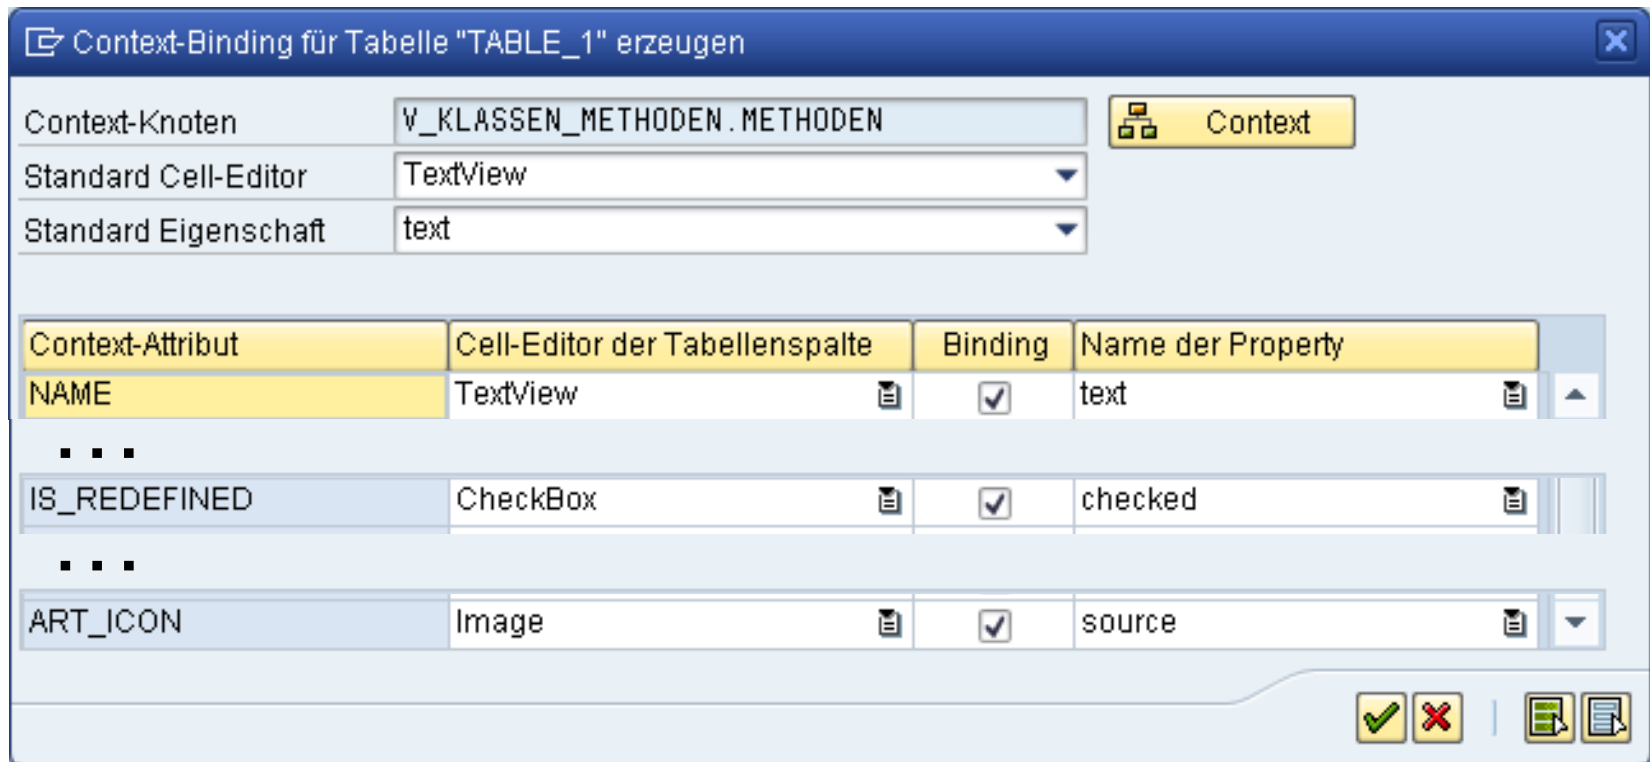 Context-Binding für Tabelle "TABLE_1" erzeugen
Context-Knoten V_KLASSEN_METHODEN.METHODEN Context
Standard Cell-Editor TextView
Standard Eigenschaft text
Context-Attribut Cell-Editor der Tabellenspalte Binding Name der Property
NAME TextView text
...
IS_REDEFINED CheckBox checked
...
ART_ICON Image source